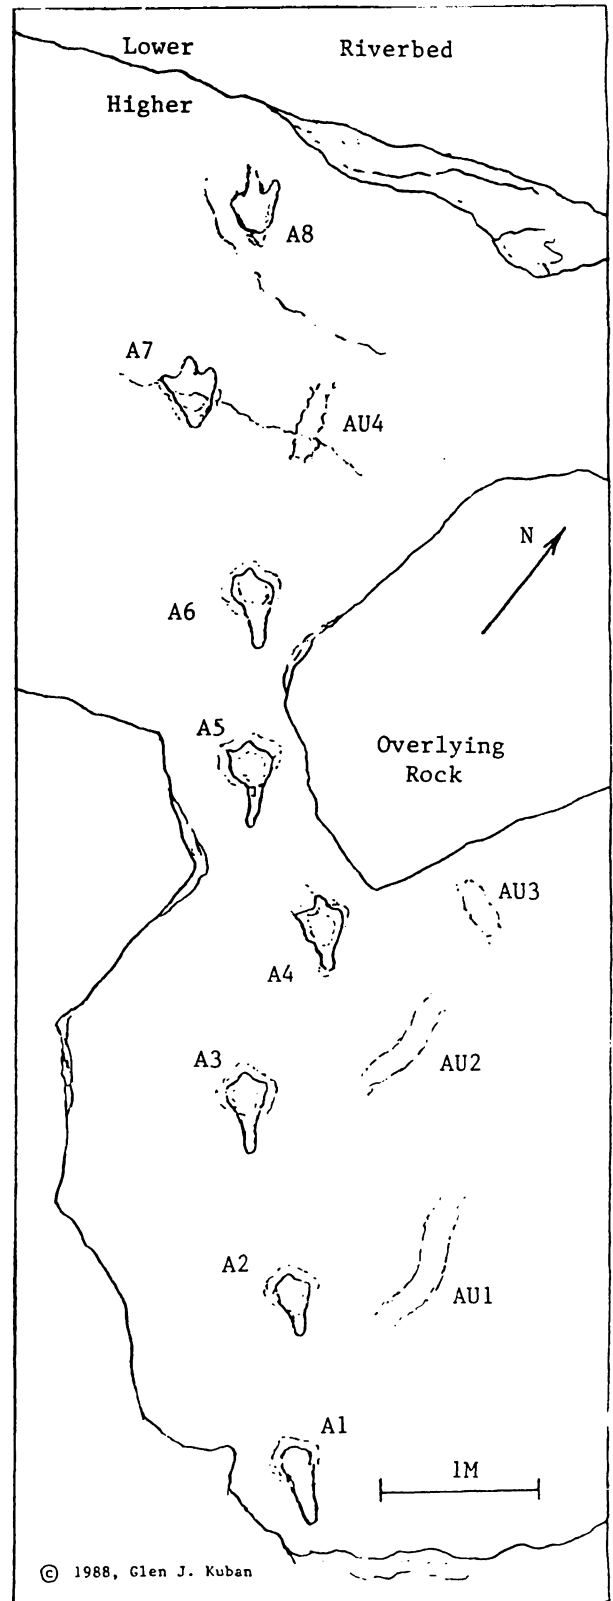 Lower
Riverbed
Higher
A8
A7
AU4
N
A6
A5
Overlying
Rock
AU3
A4
A3
AU2
A2
AU1
A1
1M
© 1988, Glen J. Kuban